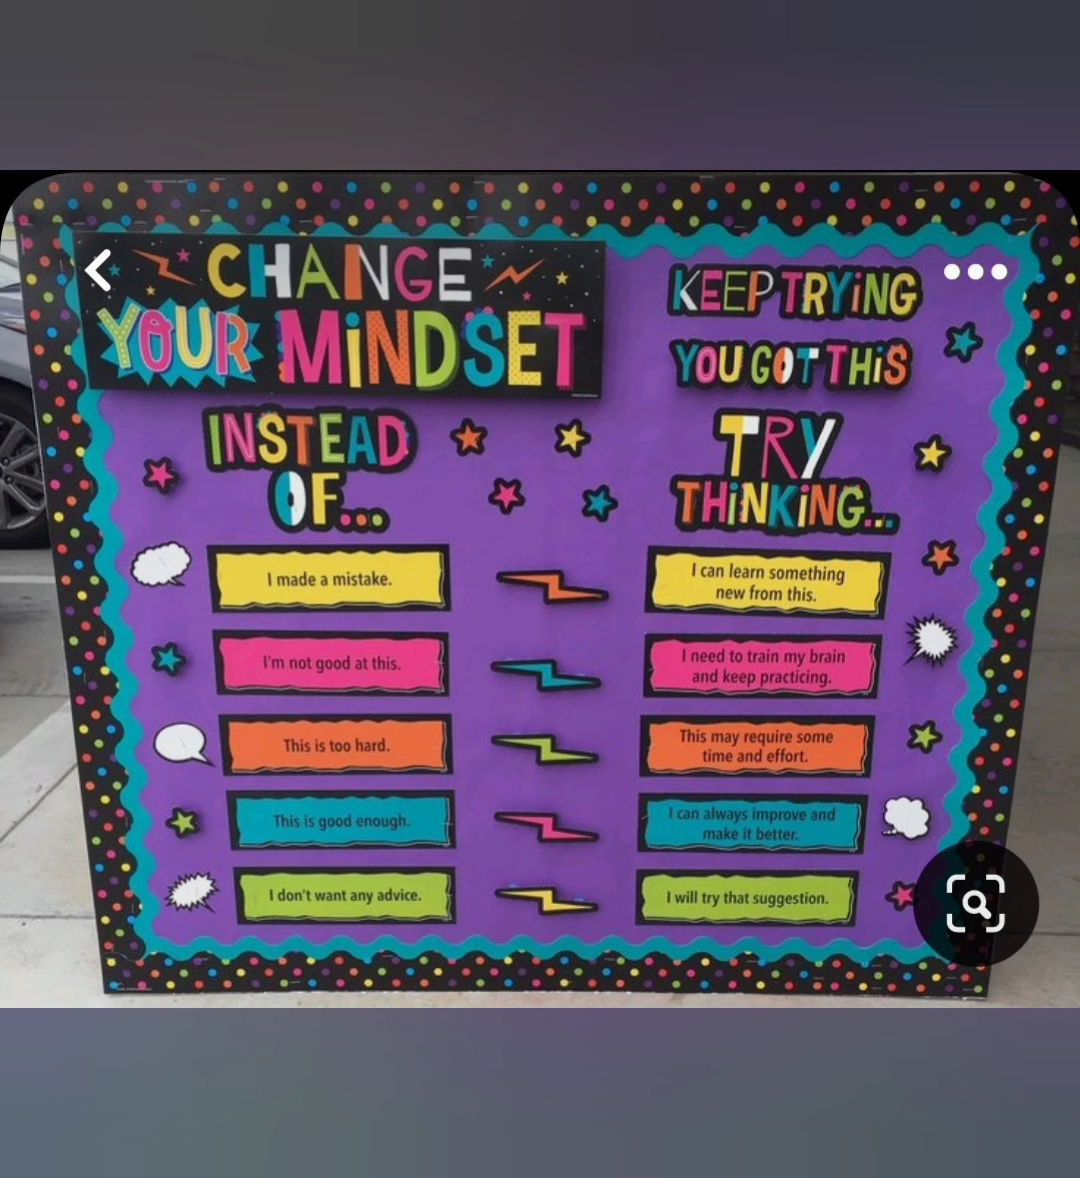 CHANGE
YOUR MiNDSET
KEEP TRYiNG
YOU GOT THiS
INSTEAD
OF...
TRY
THiNKiNG...
I made a mistake.
I can learn something
new from this.
I'm not good at this.
I need to train my brain
and keep practicing.
This is too hard.
This may require some
time and effort.
This is good enough.
I can always improve and
make it better.
I don't want any advice.
I will try that suggestion.